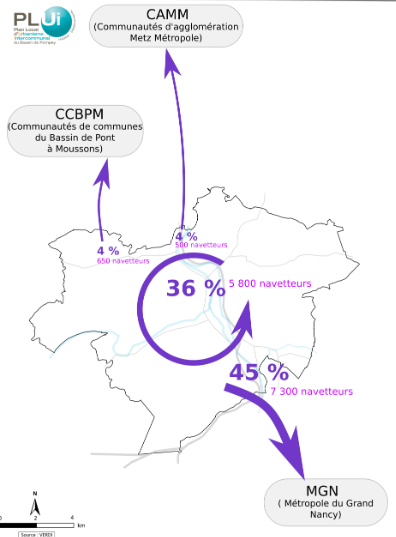 PLUi
Plan Local
d'Urbanisme
Intercommunal
du Bassin de Pompey
CAMM
(Communautés d'agglomération
Metz Métropole)
CCBPM
(Communautés de communes
du Bassin de Pont
à Moussons)
4 %
650 navetteurs
4 %
500 navetteurs
36 %
5 800 navetteurs
45 %
7 300 navetteurs
MGN
( Métropole du Grand
Nancy)
N
0 2 4 km
Source : VERDI